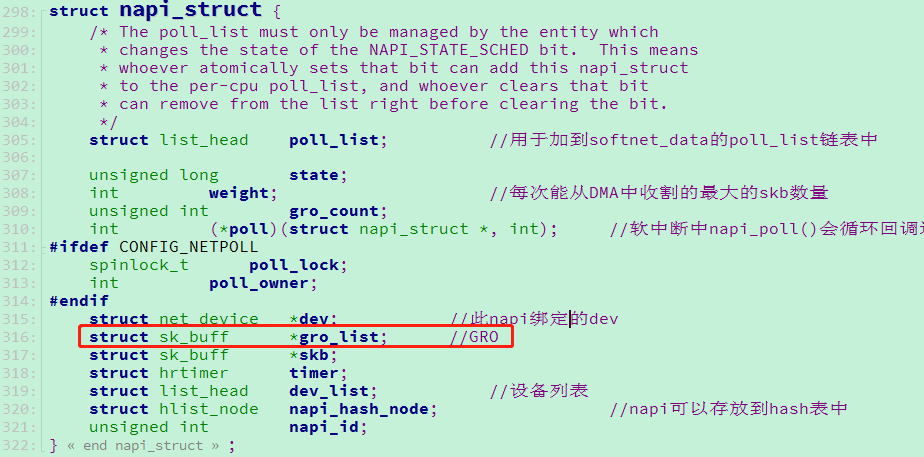 298: struct napi_struct {
299: /* The poll_list must only be managed by the entity which
300: * changes the state of the NAPI_STATE_SCHED bit.  This means
301: * whoever atomically sets that bit can add this napi_struct
302: * to the per-cpu poll_list, and whoever clears that bit
303: * can remove from the list right before clearing the bit.
304: */
305: struct list_head poll_list; //用于加到softnet_data的poll_list链表中
306:
307: unsigned long state;
308: int weight; //每次能从DMA中收割的最大的skb数量
309: unsigned int gro_count;
310: int (*poll)(struct napi_struct *, int); //软中断中napi_poll()会循环回调
311: #ifdef CONFIG_NETPOLL
312: spinlock_t poll_lock;
313: int poll_owner;
314: #endif
315: struct net_device *dev; //此napi绑定的dev
316: struct sk_buff *gro_list; //GRO
317: struct sk_buff *skb;
318: struct hrtimer timer;
319: struct list_head dev_list; //设备列表
320: struct hlist_node napi_hash_node; //napi可以存放到hash表中
321: unsigned int napi_id;
322: } « end napi_struct » ;